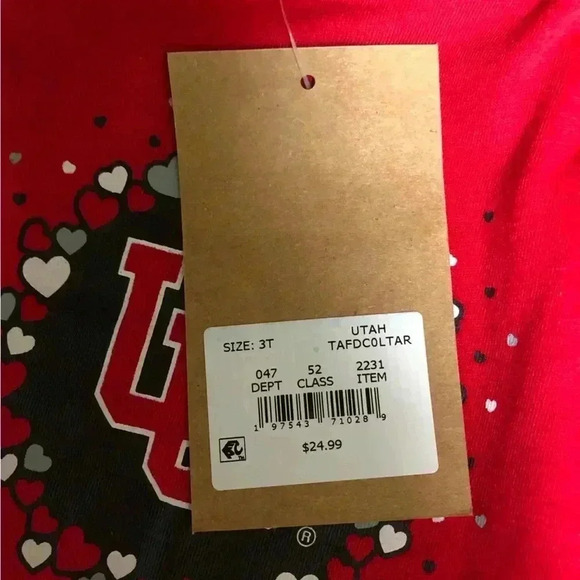 SIZE: 3T
UTAH
TAFDC0LTAR
047 52 2231
DEPT CLASS ITEM
1 97543 71028 9
$24.99
U
®